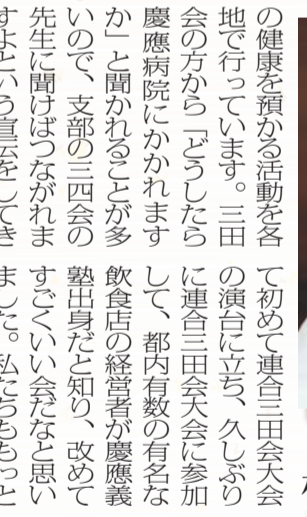 の健康を預かる活動を各
地で行っています。三田
会の方から「どうしたら
慶應病院にかかれます
か」と聞かれることが多
いので、支部の三四会の
先生に聞けばつながれま
すよという宣伝をしてき
て初めて連合三田会大会
の演台に立ち、久しぶり
に連合三田会大会に参加
して、都内有数の有名な
飲食店の経営者が慶應義
塾出身だと知り、改めて
すごくいい会だなと思い
ました。私たちももっと